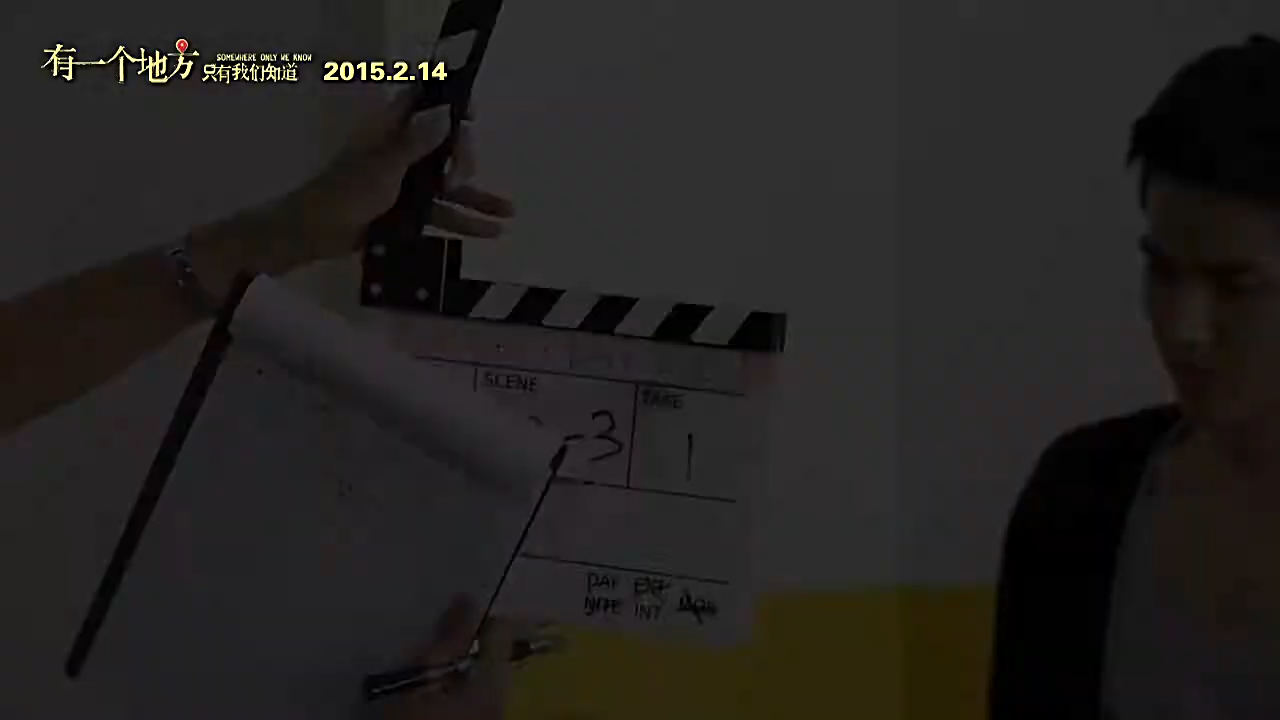 有一个地方 只有我们知道 2015.2.14
SOMEWHERE ONLY WE KNOW
SCENE
TAKE
-3
1
DAY EXT
NITE INT